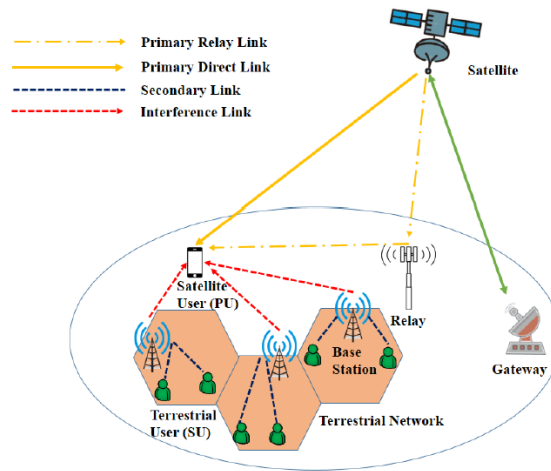 Primary Relay Link
Primary Direct Link
Secondary Link
Interference Link
Satellite
Satellite
User (PU)
Relay
Base
Station
Gateway
Terrestrial
User (SU)
Terrestrial Network